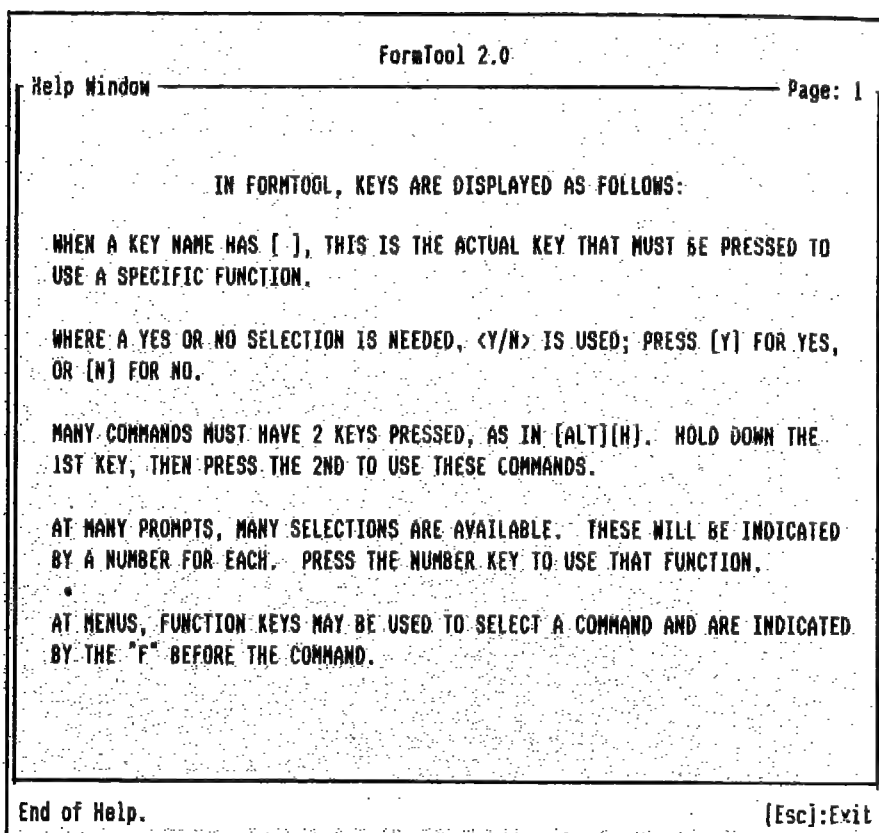 FormTool 2.0
Help Window Page: 1
IN FORMTOOL, KEYS ARE DISPLAYED AS FOLLOWS:
WHEN A KEY NAME HAS [ ], THIS IS THE ACTUAL KEY THAT MUST BE PRESSED TO
USE A SPECIFIC FUNCTION.
WHERE A YES OR NO SELECTION IS NEEDED, <Y/N> IS USED; PRESS [Y] FOR YES,
OR [N] FOR NO.
MANY COMMANDS MUST HAVE 2 KEYS PRESSED, AS IN [ALT][H]. HOLD DOWN THE
1ST KEY, THEN PRESS THE 2ND TO USE THESE COMMANDS.
AT MANY PROMPTS, MANY SELECTIONS ARE AVAILABLE. THESE WILL BE INDICATED
BY A NUMBER FOR EACH. PRESS THE NUMBER KEY TO USE THAT FUNCTION.
AT MENUS, FUNCTION KEYS MAY BE USED TO SELECT A COMMAND AND ARE INDICATED
BY THE "F" BEFORE THE COMMAND.
End of Help. [Esc]:Exit